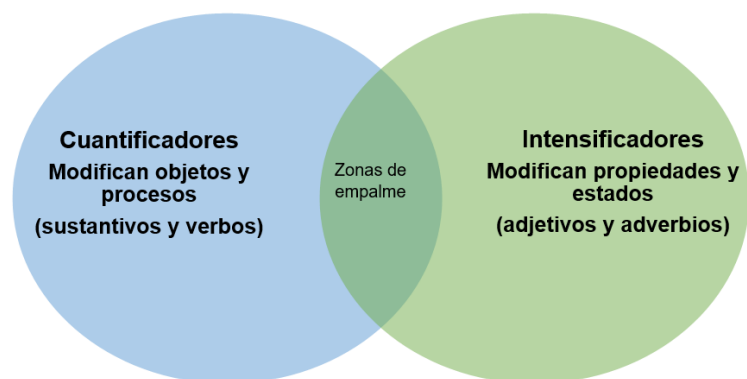 Cuantificadores
Modifican objetos y
procesos
(sustantivos y verbos)
Zonas de
empalme
Intensificadores
Modifican propiedades y
estados
(adjetivos y adverbios)